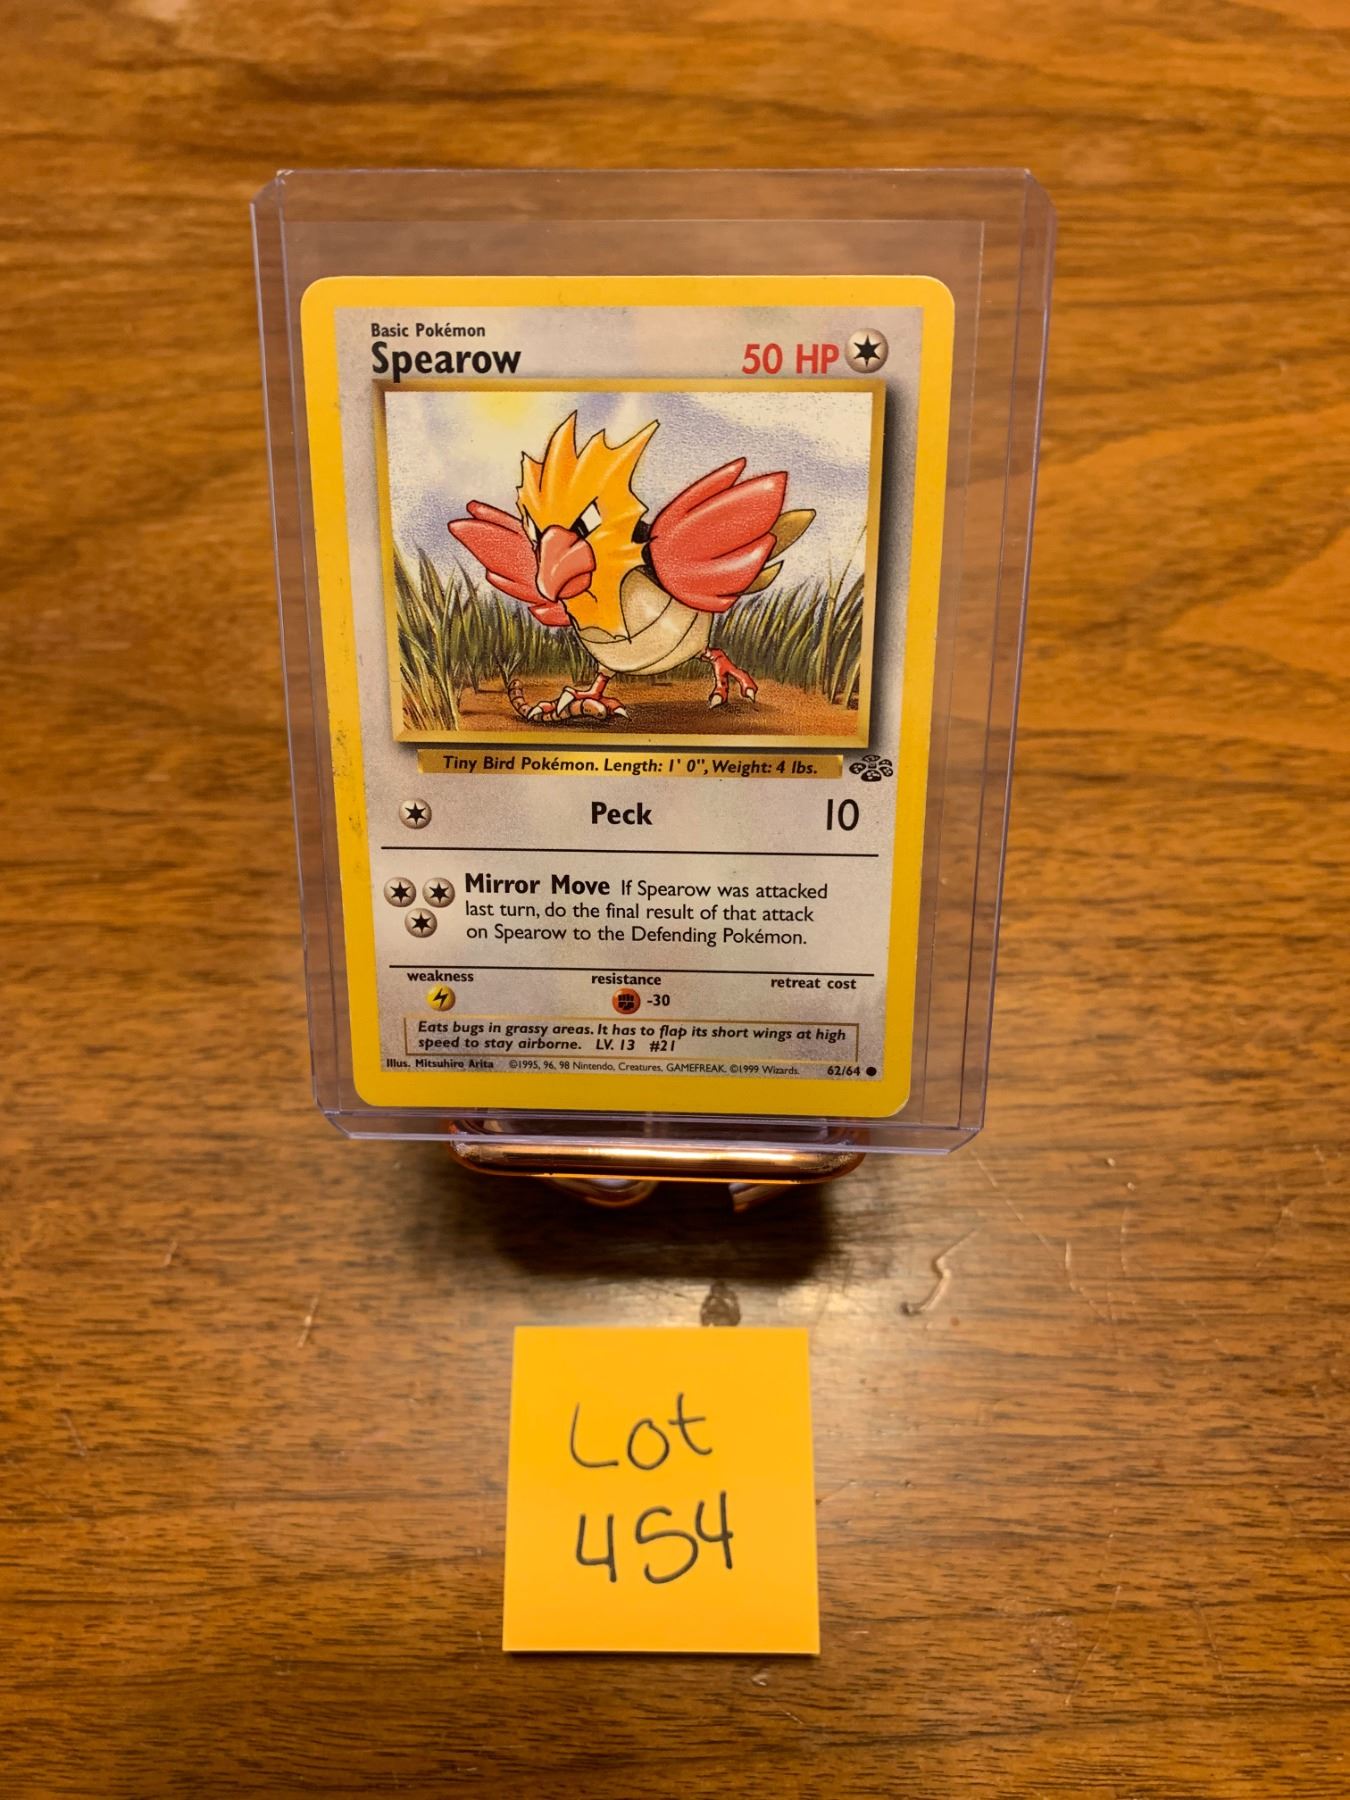 Basic Pokémon
Spearow
50 HP
Tiny Bird Pokémon. Length: 1' 0", Weight: 4 lbs.
Peck 10
Mirror Move If Spearow was attacked
last turn, do the final result of that attack
on Spearow to the Defending Pokémon.
weakness resistance retreat cost
-30
Eats bugs in grassy areas. It has to flap its short wings at high
speed to stay airborne. LV. 13 #21
Illus. Mitsuhiro Arita ©1995, 96, 98 Nintendo, Creatures, GAMEFREAK. ©1999 Wizards. 62/64
Lot
454